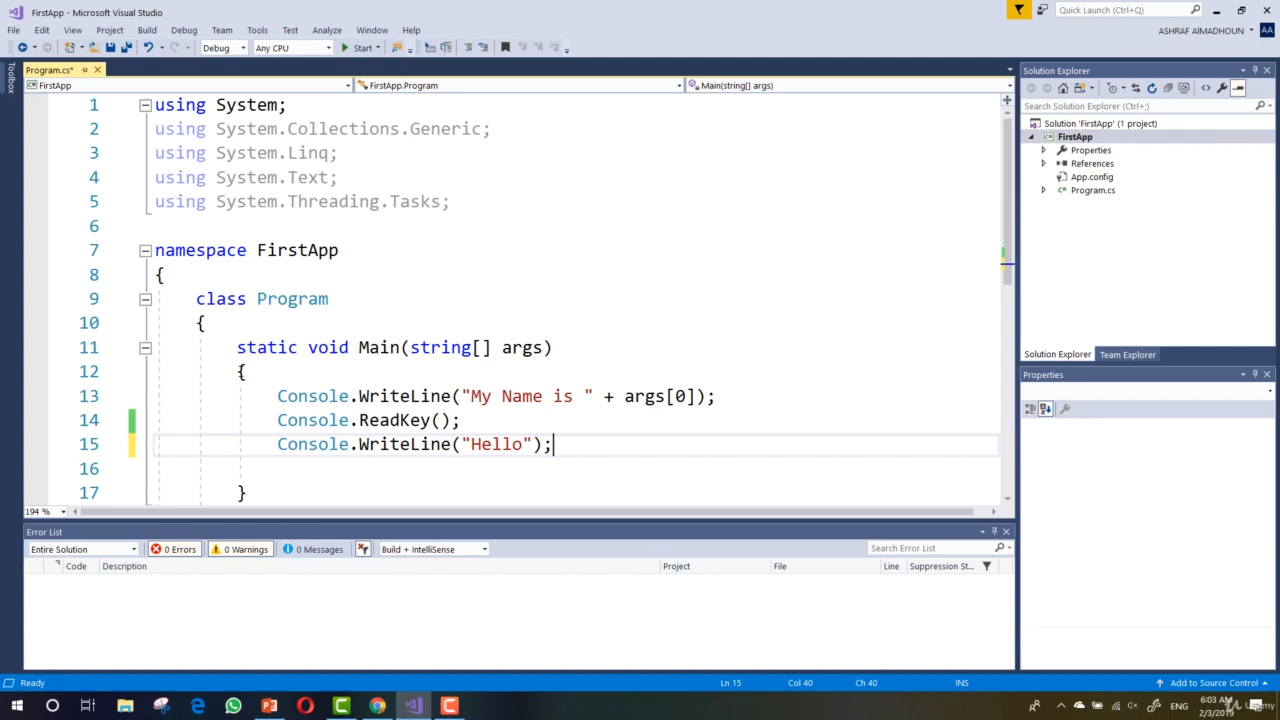 FirstApp - Microsoft Visual Studio
Quick Launch (Ctrl+Q)
File Edit View Project Build Debug Team Tools Test Analyze Window Help
ASHRAF AIMADHOUN AA
Debug Any CPU Start
Toolbox
Program.cs*
FirstApp FirstApp.Program Main(string[] args)
1 using System;
2 using System.Collections.Generic;
3 using System.Linq;
4 using System.Text;
5 using System.Threading.Tasks;
6
7 namespace FirstApp
8 {
9 class Program
10 {
11 static void Main(string[] args)
12 {
13 Console.WriteLine("My Name is " + args[0]);
14 Console.ReadKey();
15 Console.WriteLine("Hello");
16
17 }
194 %
Solution Explorer
Search Solution Explorer (Ctrl+;)
Solution 'FirstApp' (1 project)
FirstApp
Properties
References
App.config
Program.cs
Solution Explorer Team Explorer
Properties
Error List
Entire Solution 0 Errors 0 Warnings 0 Messages Build + IntelliSense Search Error List
Code Description Project File Line Suppression St...
Ready Ln 15 Col 40 Ch 40 INS Add to Source Control
6:03 AM
2/3/2019
Udemy